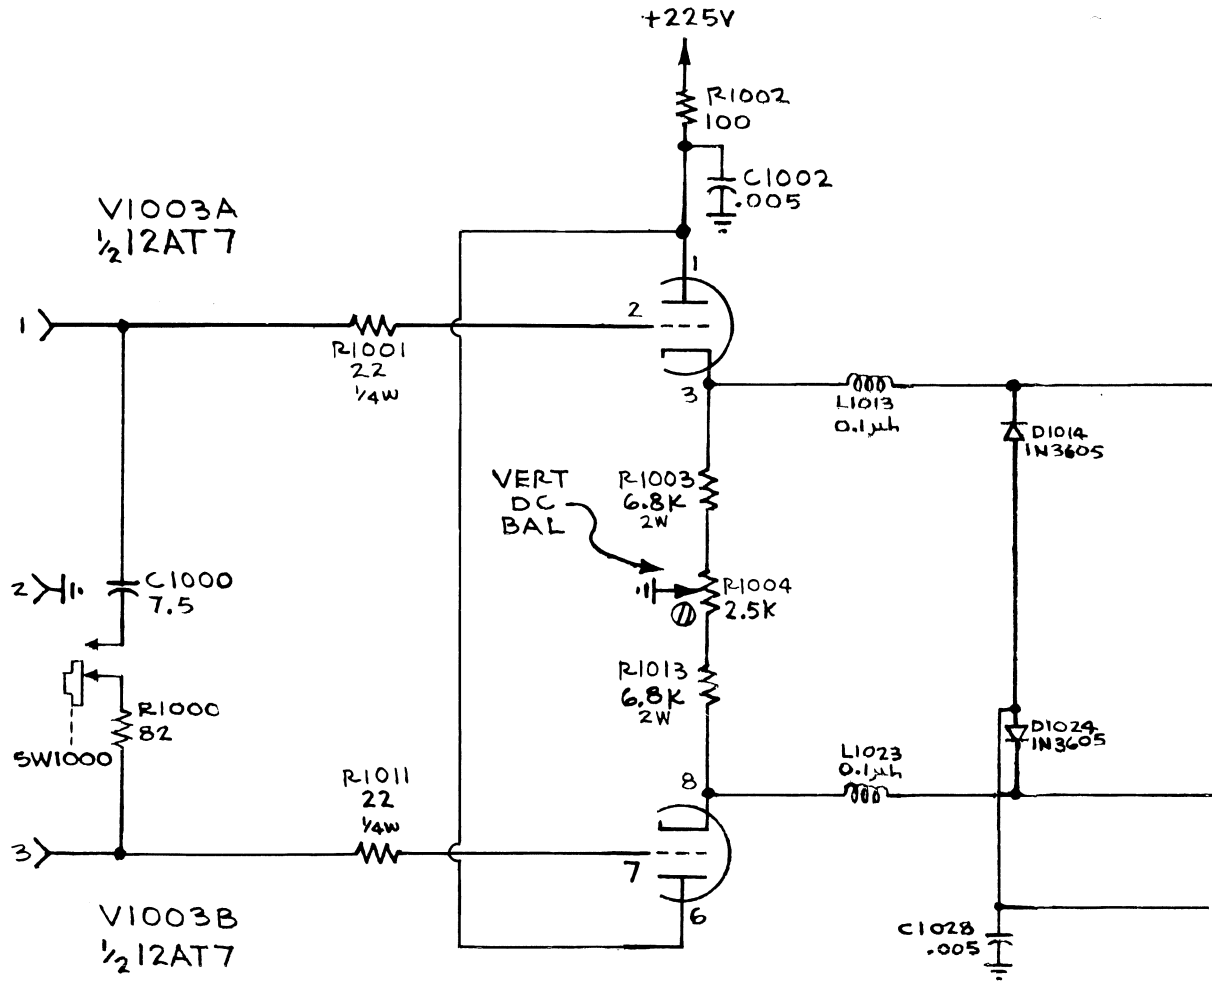 +225V
R1002
100
C1002
.005
V1003A
½12AT7
1
2
1
R1001
22
¼W
3
L1013
0.1µh
D1014
1N3605
VERT
DC
BAL
R1003
6.8K
2W
2
C1000
7.5
R1004
2.5K
R1013
6.8K
2W
R1000
82
SW1000
D1024
1N3605
L1023
0.1µh
8
R1011
22
¼W
3
7
6
V1003B
½12AT7
C1028
.005